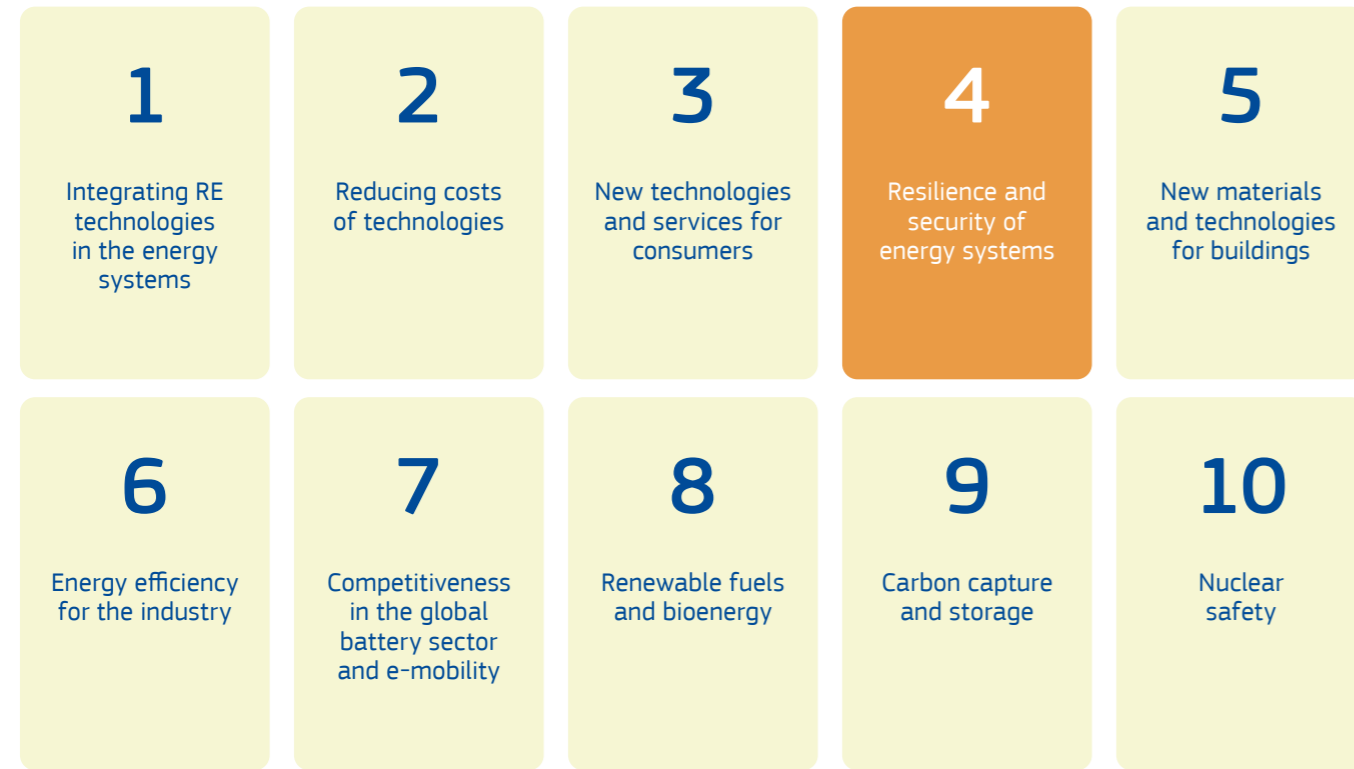 1
Integrating RE
technologies
in the energy
systems
2
Reducing costs
of technologies
3
New technologies
and services for
consumers
4
Resilience and
security of
energy systems
5
New materials
and technologies
for buildings
6
Energy efficiency
for the industry
7
Competitiveness
in the global
battery sector
and e-mobility
8
Renewable fuels
and bioenergy
9
Carbon capture
and storage
10
Nuclear
safety